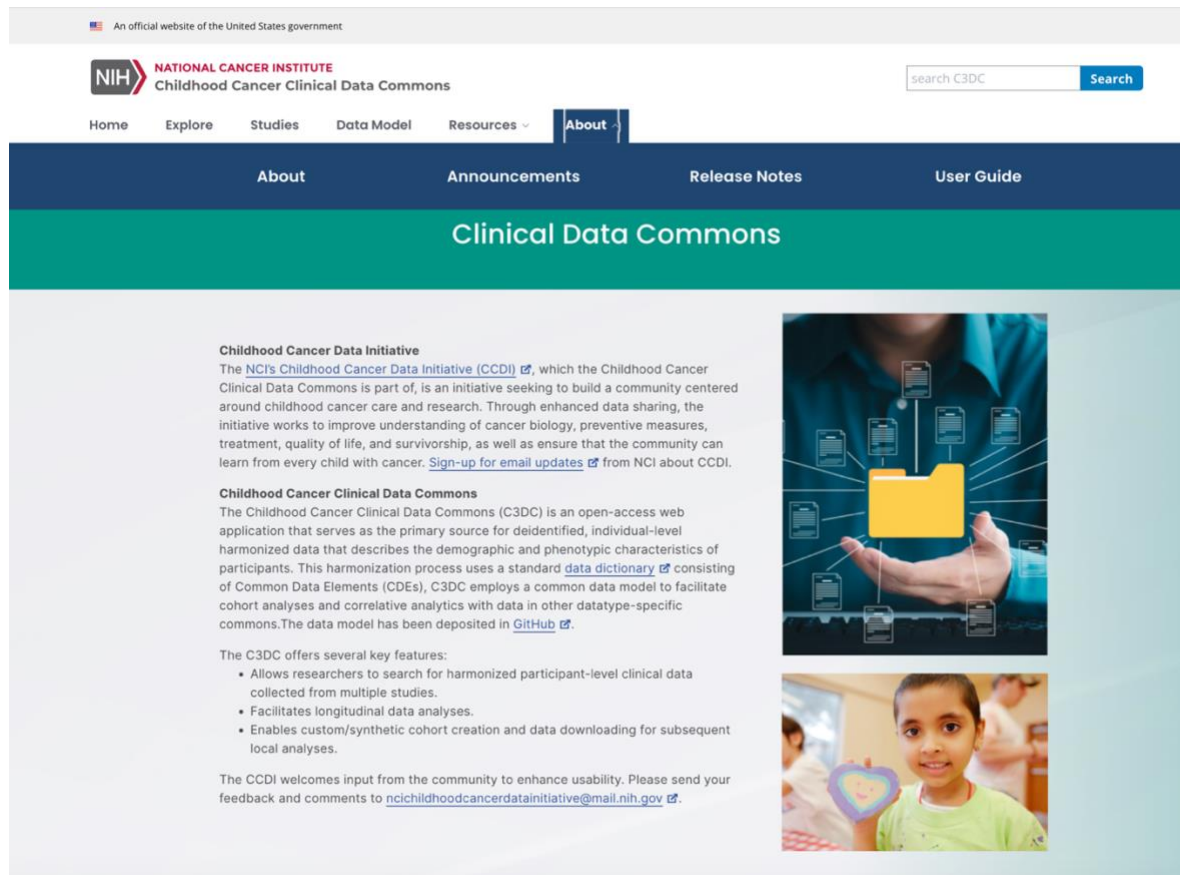 An official website of the United States government
NIH
NATIONAL CANCER INSTITUTE
Childhood Cancer Clinical Data Commons
search C3DC
Search
Home Explore Studies Data Model Resources About
About Announcements Release Notes User Guide
Clinical Data Commons
Childhood Cancer Data Initiative
The NCI's Childhood Cancer Data Initiative (CCDI), which the Childhood Cancer
Clinical Data Commons is part of, is an initiative seeking to build a community centered
around childhood cancer care and research. Through enhanced data sharing, the
initiative works to improve understanding of cancer biology, preventive measures,
treatment, quality of life, and survivorship, as well as ensure that the community can
learn from every child with cancer. Sign-up for email updates from NCI about CCDI.
Childhood Cancer Clinical Data Commons
The Childhood Cancer Clinical Data Commons (C3DC) is an open-access web
application that serves as the primary source for deidentified, individual-level
harmonized data that describes the demographic and phenotypic characteristics of
participants. This harmonization process uses a standard data dictionary consisting
of Common Data Elements (CDEs), C3DC employs a common data model to facilitate
cohort analyses and correlative analytics with data in other datatype-specific
commons.The data model has been deposited in GitHub.
The C3DC offers several key features:
• Allows researchers to search for harmonized participant-level clinical data
collected from multiple studies.
• Facilitates longitudinal data analyses.
• Enables custom/synthetic cohort creation and data downloading for subsequent
local analyses.
The CCDI welcomes input from the community to enhance usability. Please send your
feedback and comments to ncichildhoodcancerdatainitiative@mail.nih.gov.